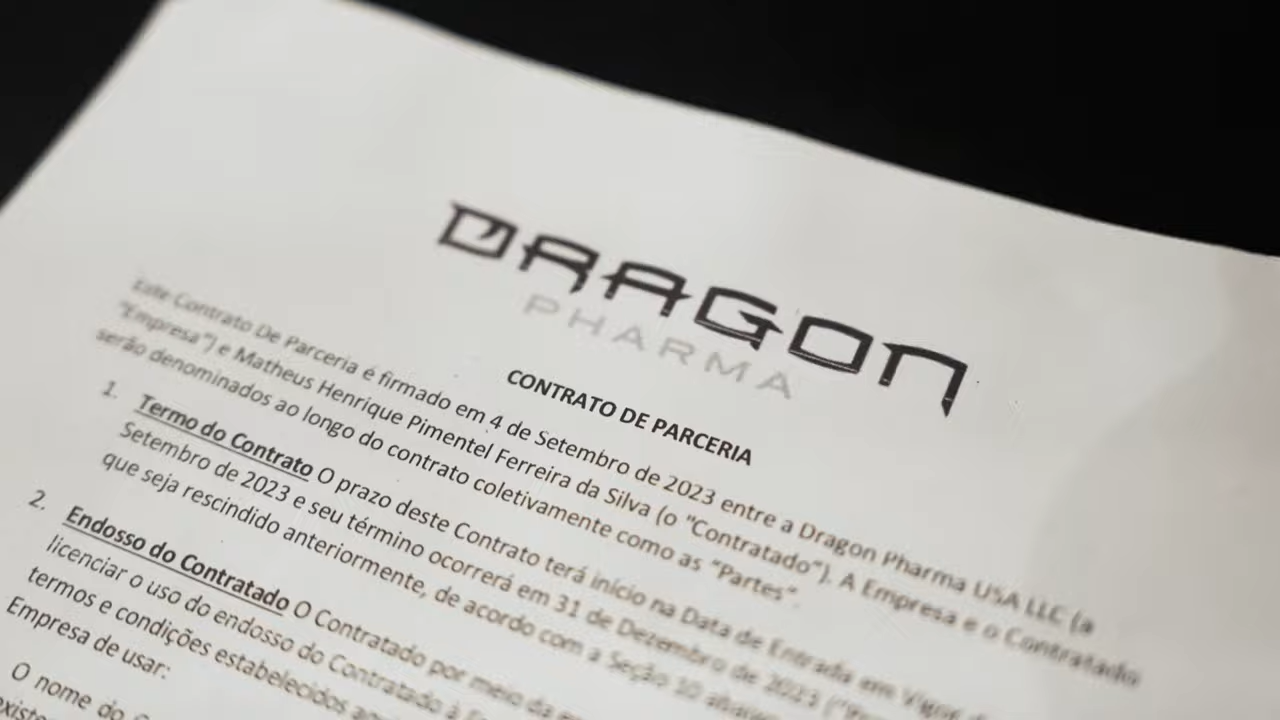 DRAGON
PHARMA
CONTRATO DE PARCERIA
Este Contrato De Parceria é firmado em 4 de Setembro de 2023 entre a Dragon Pharma USA LLC (a
"Empresa") e Matheus Henrique Pimentel Ferreira da Silva (o "Contratado"). A Empresa e o Contratado
serão denominados ao longo do contrato coletivamente como as "Partes".
1. Termo do Contrato O prazo deste Contrato terá início na Data de Entrada em Vigor
Setembro de 2023 e seu término ocorrerá em 31 de Dezembro de 2023
que seja rescindido anteriormente, de acordo com a Seção 10
2. Endosso do Contratado O Contratado por meio da
licenciar o uso do endosso do Contratado à
termos e condições estabelecidos
Empresa de usar:
O nome do